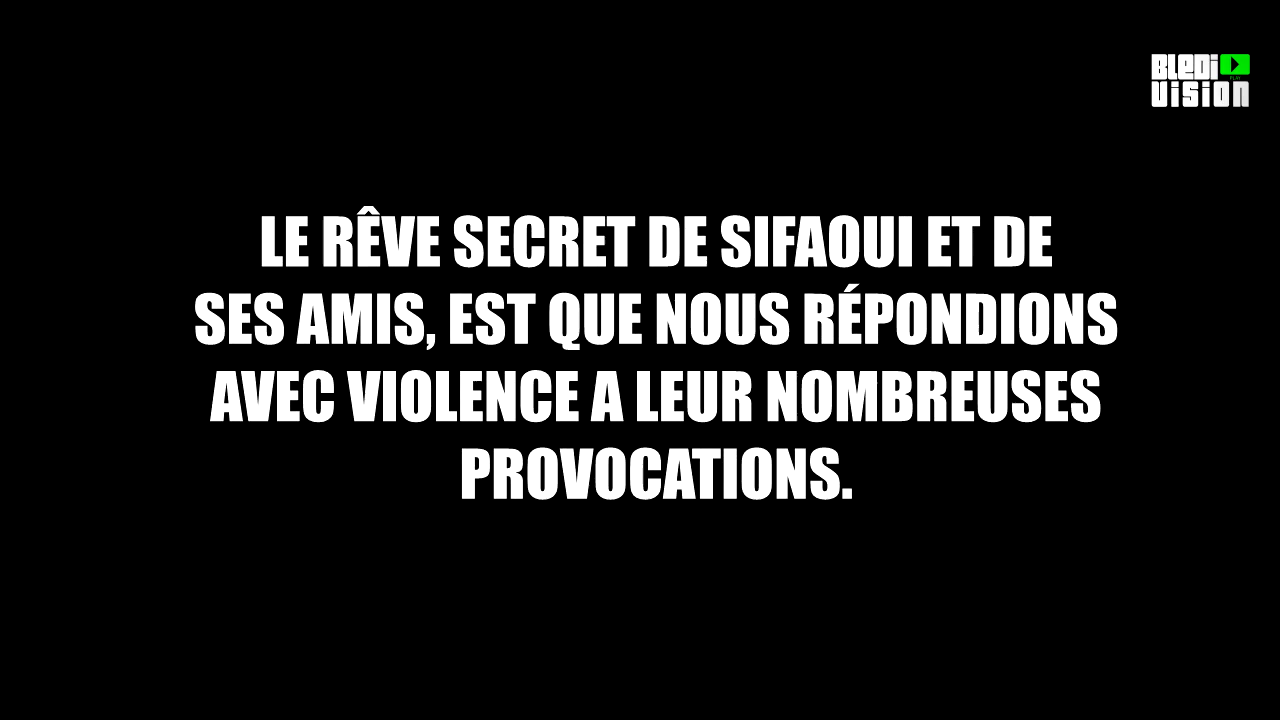 BLEDI
VISION
LE RÊVE SECRET DE SIFAOUI ET DE
SES AMIS, EST QUE NOUS RÉPONDIONS
AVEC VIOLENCE A LEUR NOMBREUSES
PROVOCATIONS.